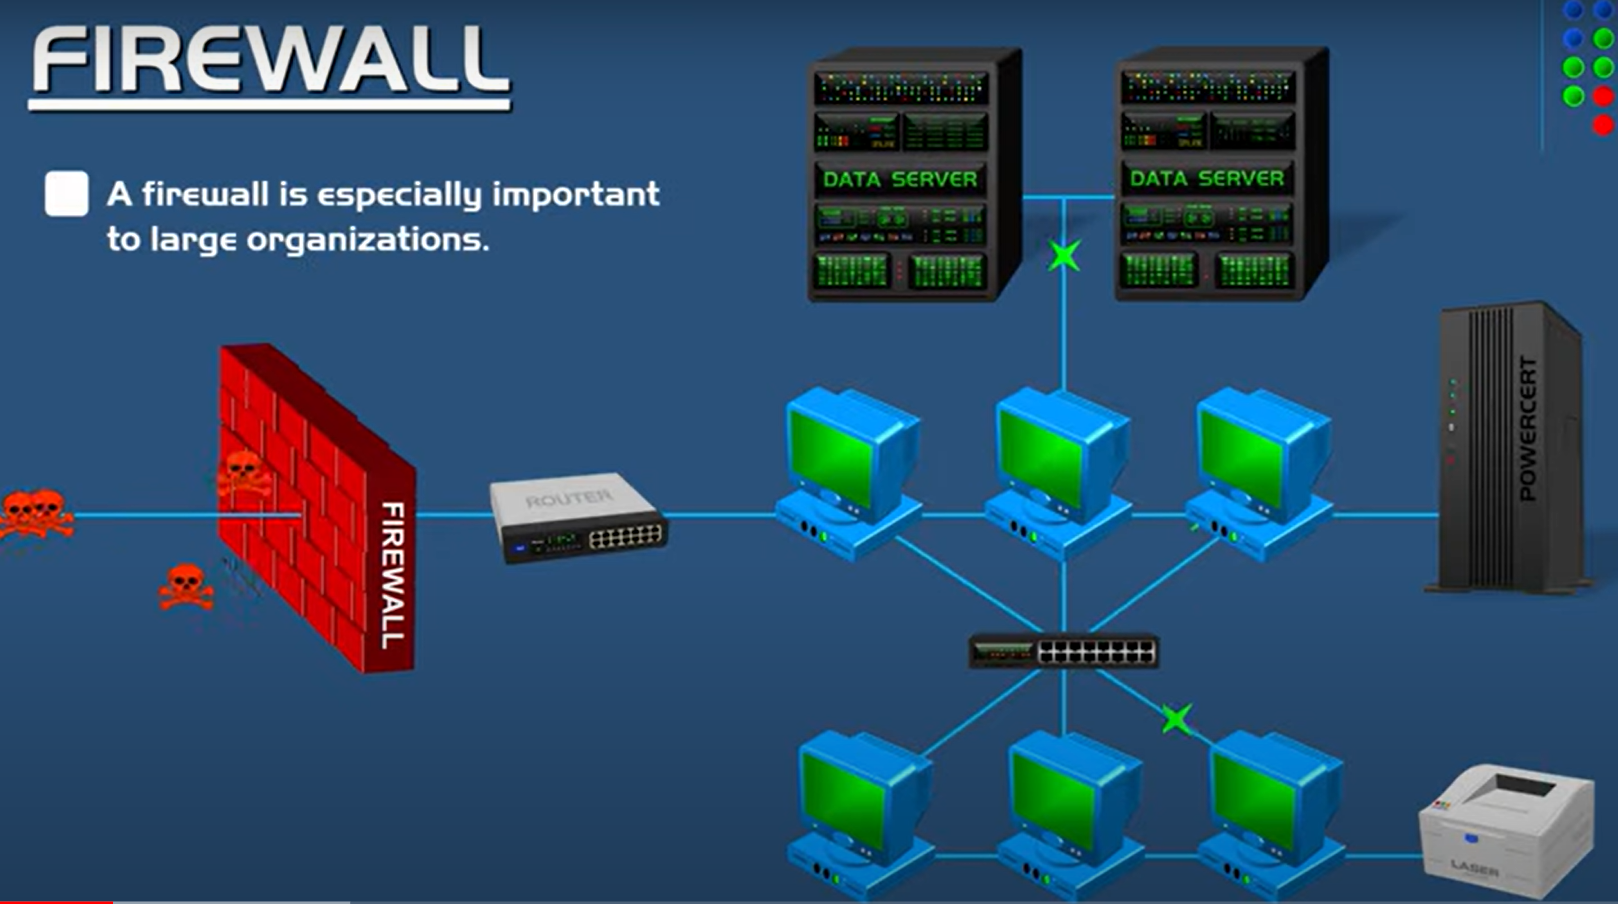 FIREWALL
A firewall is especially important
to large organizations.
DATA SERVER
DATA SERVER
POWERCERT
ROUTER
FIREWALL
LASER